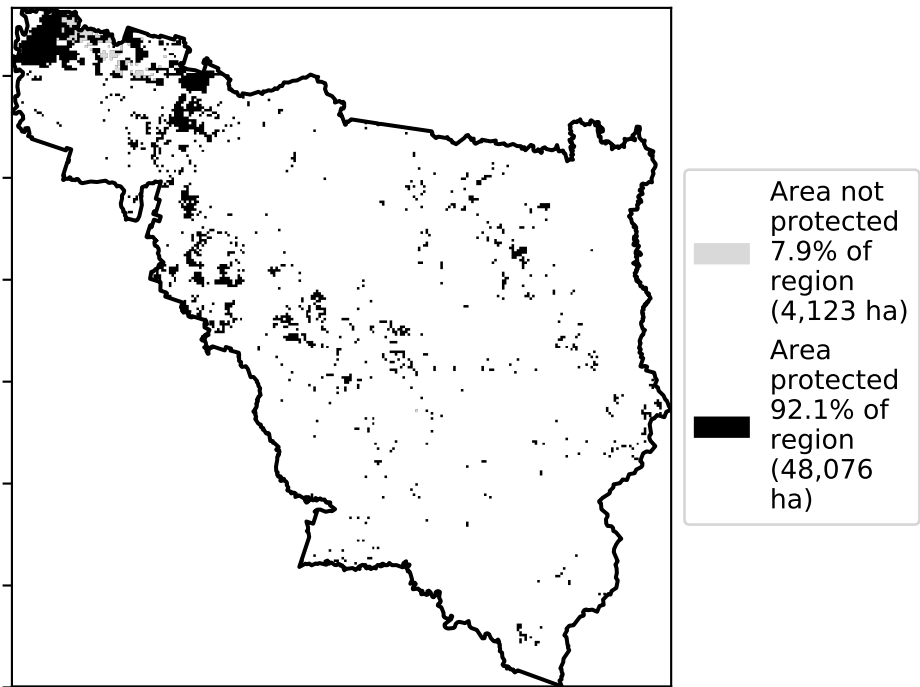 Area not
protected
7.9% of
region
(4,123 ha)
Area
protected
92.1% of
region
(48,076
ha)